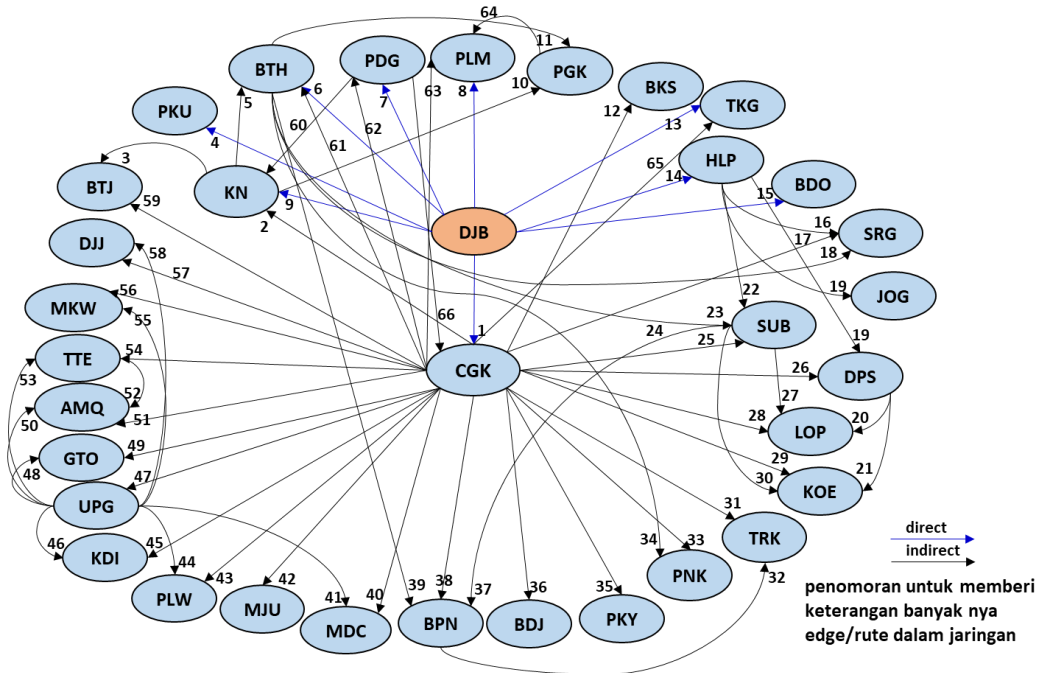 64
11
BTH
PDG
PLM
PGK
BKS
TKG
6
7
63
8
10
12
13
PKU
5
4
60
62
61
65
HLP
14
15
BDO
3
BTJ
59
KN
9
2
DJB
16
17
18
SRG
DJJ
58
57
19
JOG
MKW
56
55
66
1
24
23
22
SUB
25
19
TTE
54
53
CGK
26
DPS
AMQ
52
51
50
27
28
LOP
20
GTO
49
48
47
29
30
KOE
21
UPG
46
KDI
45
44
31
TRK
32
34
33
PNK
PLW
43
42
MJU
41
MDC
40
39
38
BPN
37
36
BDJ
35
PKY
direct
indirect
penomoran untuk memberi
keterangan banyak nya
edge/rute dalam jaringan